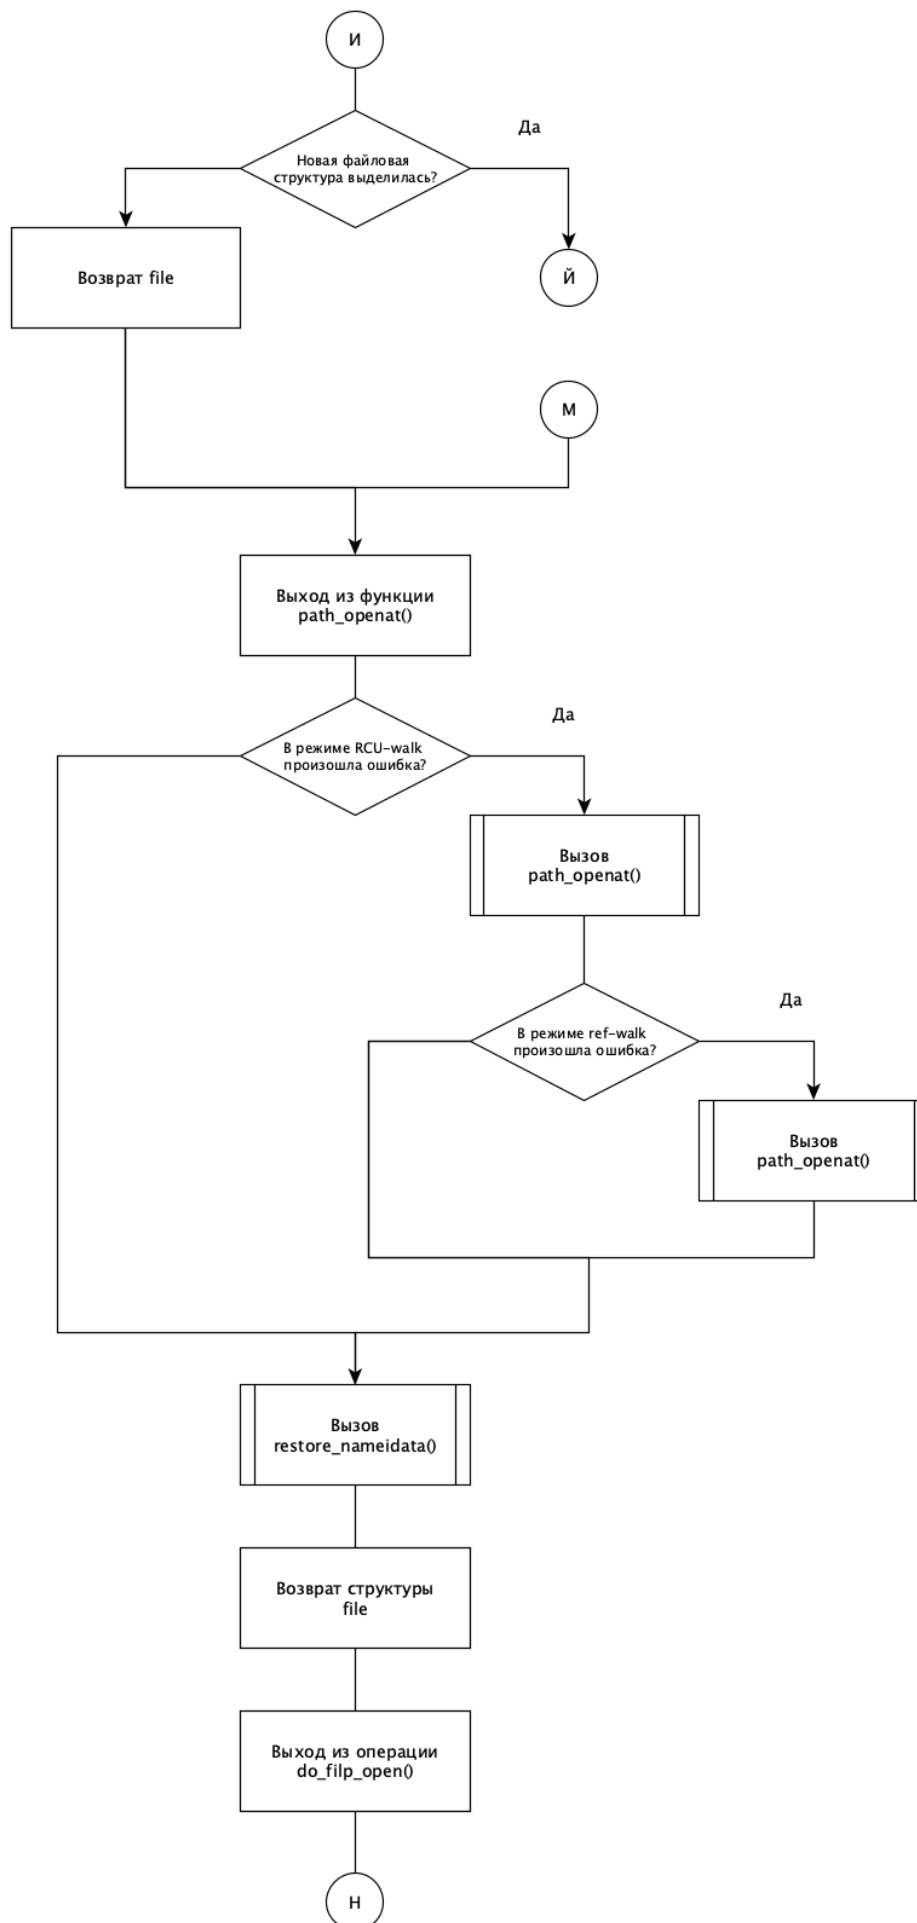 И
Да
Новая файловая
структура выделилась?
Возврат file
Й
М
Выход из функции
path_openat()
Да
В режиме RCU-walk
произошла ошибка?
Вызов
path_openat()
Да
В режиме ref-walk
произошла ошибка?
Вызов
path_openat()
Вызов
restore_nameidata()
Возврат структуры
file
Выход из операции
do_filp_open()
Н